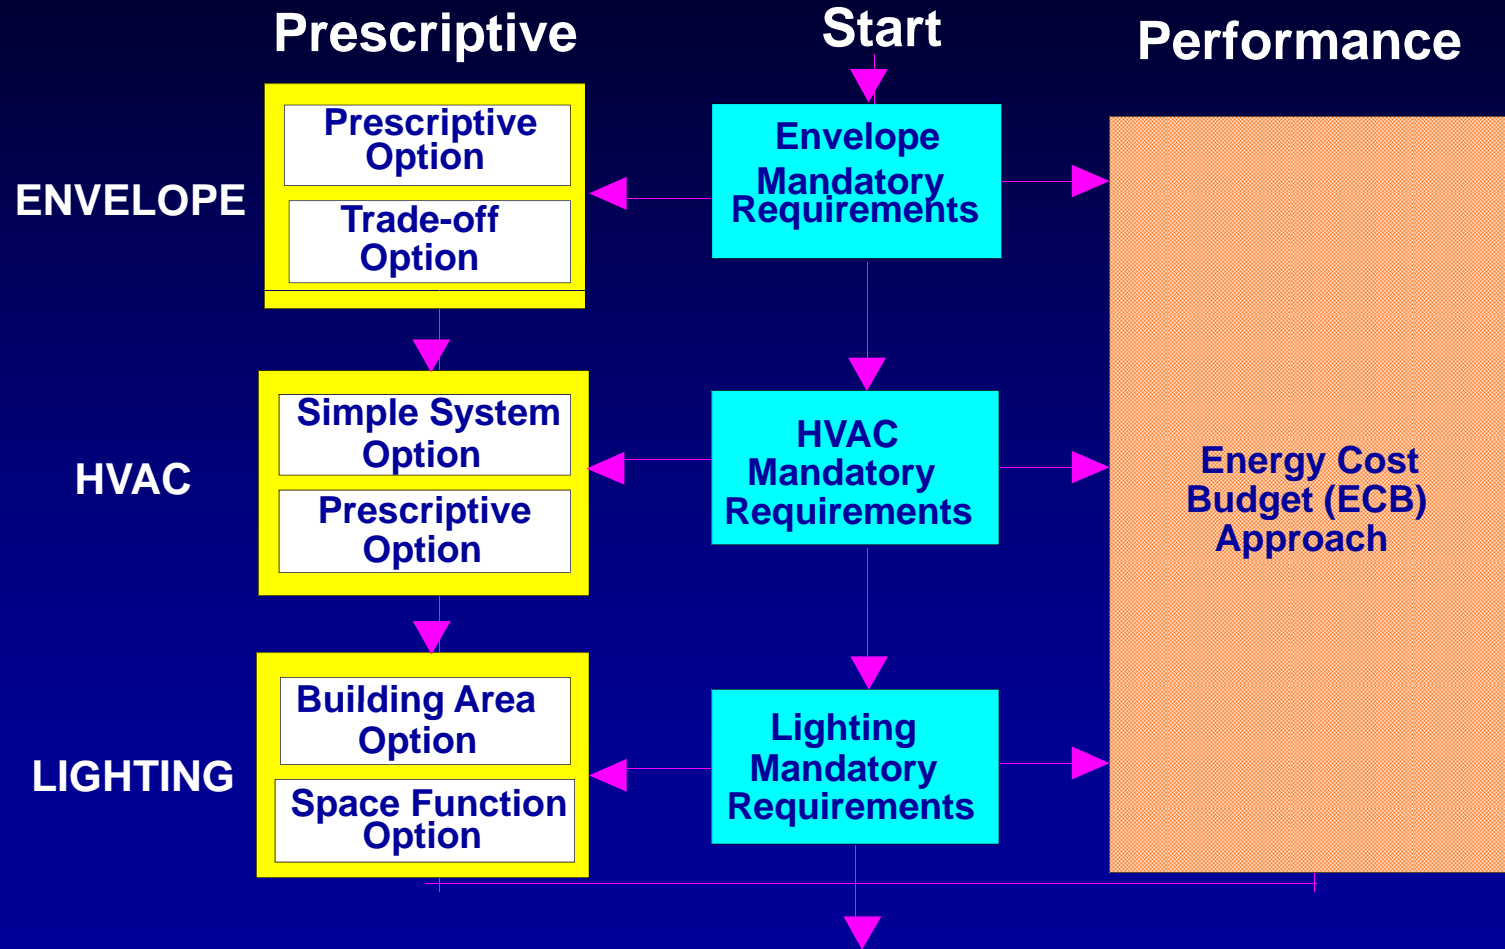 Prescriptive
Start
Performance
ENVELOPE
Prescriptive
Option
Trade-off
Option
Envelope
Mandatory
Requirements
HVAC
Simple System
Option
Prescriptive
Option
HVAC
Mandatory
Requirements
Energy Cost
Budget (ECB)
Approach
LIGHTING
Building Area
Option
Space Function
Option
Lighting
Mandatory
Requirements